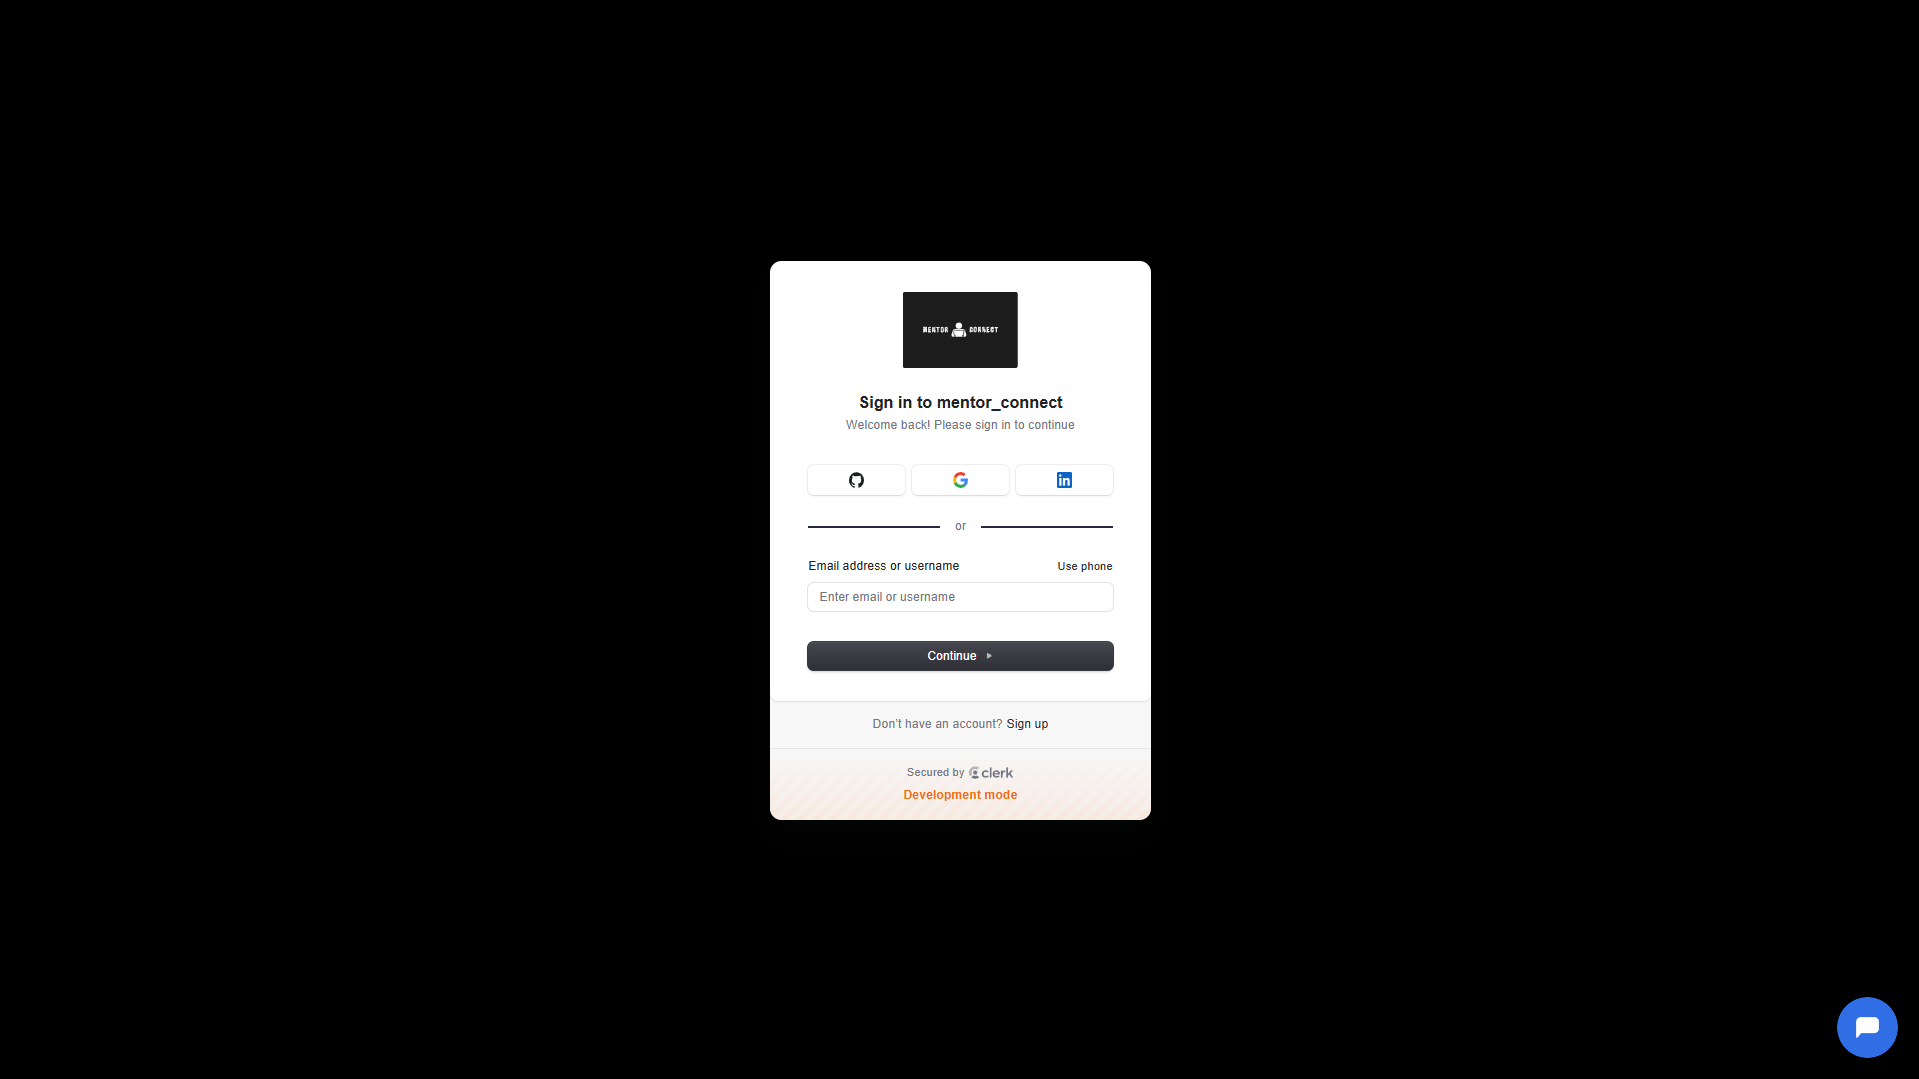 MENTOR CONNECT
Sign in to mentor_connect
Welcome back! Please sign in to continue
or
Email address or username Use phone
Enter email or username
Continue
Don't have an account? Sign up
Secured by clerk
Development mode